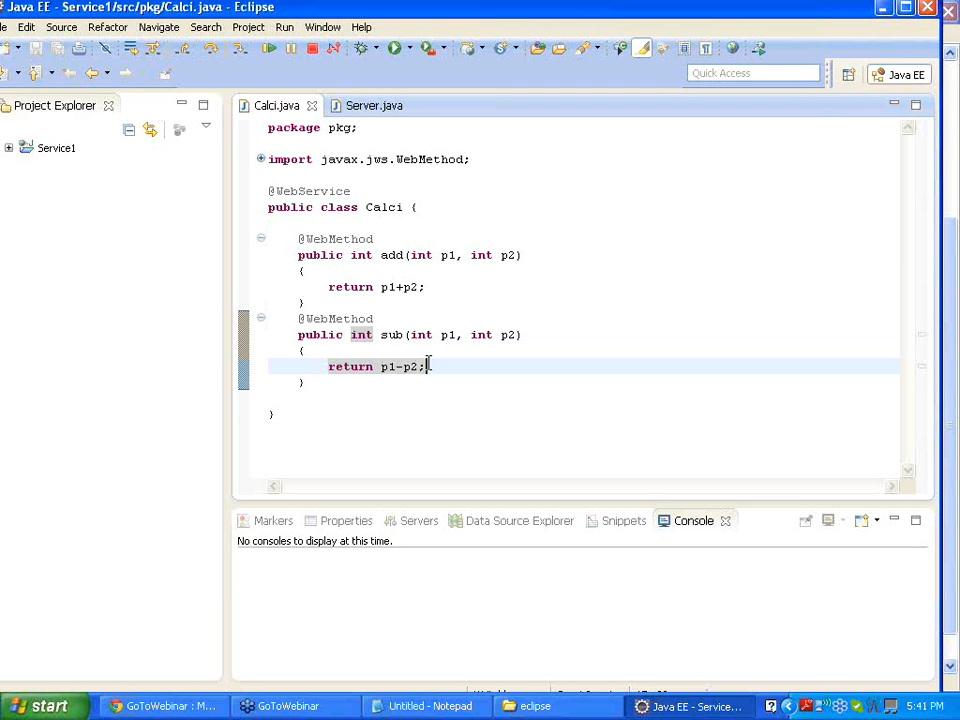 Java EE - Service1/src/pkg/Calci.java - Eclipse
le Edit Source Refactor Navigate Search Project Run Window Help
Quick Access
Java EE
Project Explorer
Calci.java
Server.java
Service1
package pkg;
import javax.jws.WebMethod;
@WebService
public class Calci {
@WebMethod
public int add(int p1, int p2)
{
return p1+p2;
}
@WebMethod
public int sub(int p1, int p2)
{
return p1-p2;
}
}
Markers
Properties
Servers
Data Source Explorer
Snippets
Console
No consoles to display at this time.
start
GoToWebinar : M...
GoToWebinar
Untitled - Notepad
eclipse
Java EE - Service...
5:41 PM